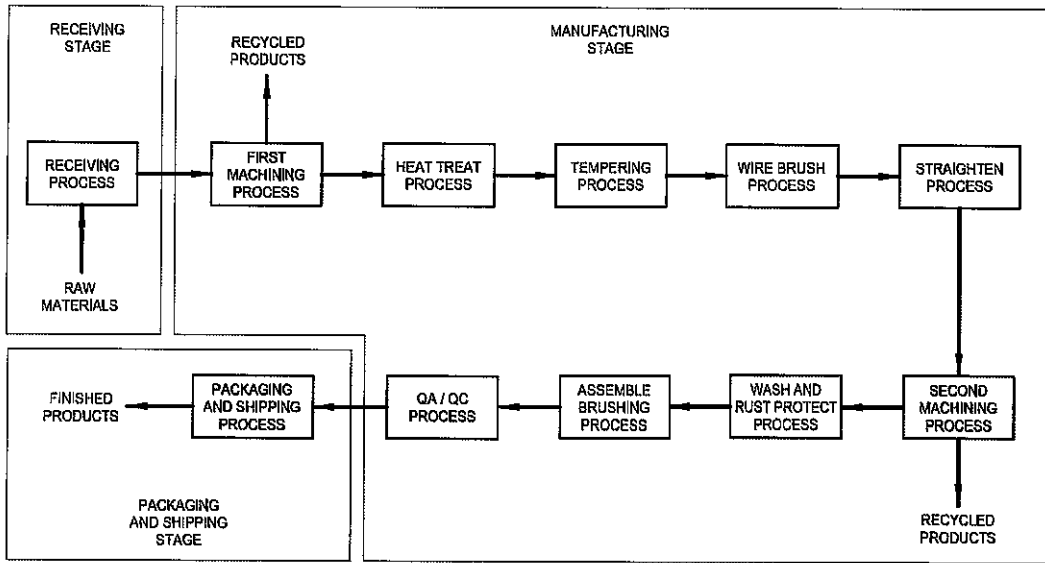 RECEIVING
STAGE
RECYCLED
PRODUCTS
MANUFACTURING
STAGE
RECEIVING
PROCESS
FIRST
MACHINING
PROCESS
HEAT TREAT
PROCESS
TEMPERING
PROCESS
WIRE BRUSH
PROCESS
STRAIGHTEN
PROCESS
RAW
MATERIALS
FINISHED
PRODUCTS
PACKAGING
AND SHIPPING
PROCESS
QA / QC
PROCESS
ASSEMBLE
BRUSHING
PROCESS
WASH AND
RUST PROTECT
PROCESS
SECOND
MACHINING
PROCESS
PACKAGING
AND SHIPPING
STAGE
RECYCLED
PRODUCTS